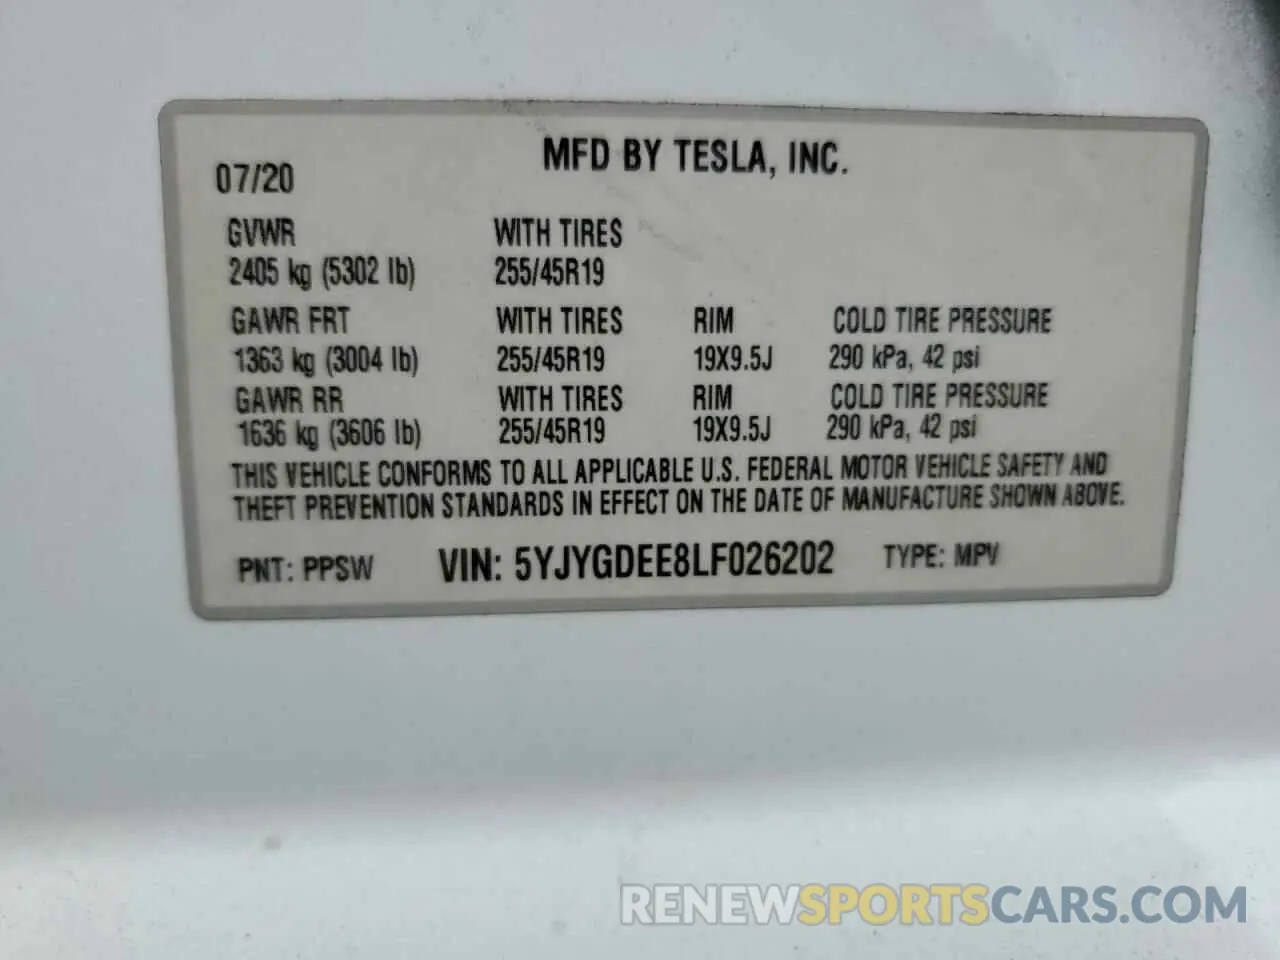 MFD BY TESLA, INC.
07/20
GVWR WITH TIRES
2405 kg (5302 lb) 255/45R19
GAWR FRT WITH TIRES RIM COLD TIRE PRESSURE
1363 kg (3004 lb) 255/45R19 19X9.5J 290 kPa, 42 psi
GAWR RR WITH TIRES RIM COLD TIRE PRESSURE
1636 kg (3606 lb) 255/45R19 19X9.5J 290 kPa, 42 psi
THIS VEHICLE CONFORMS TO ALL APPLICABLE U.S. FEDERAL MOTOR VEHICLE SAFETY AND
THEFT PREVENTION STANDARDS IN EFFECT ON THE DATE OF MANUFACTURE SHOWN ABOVE.
PNT: PPSW VIN: 5YJYGDEE8LF026202 TYPE: MPV
RENEWSPORTSCARS.COM